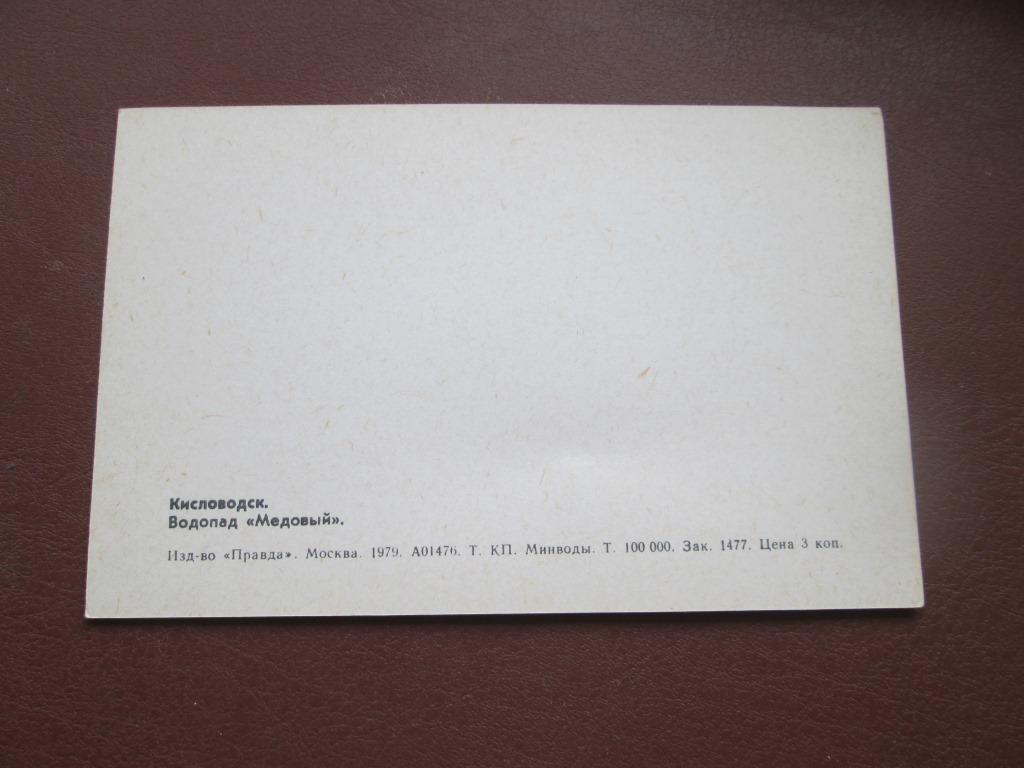 Кисловодск.
Водопад «Медовый».
Изд-во «Правда». Москва. 1979. А01476. Т. КП. Минводы. Т. 100 000. Зак. 1477. Цена 3 коп.